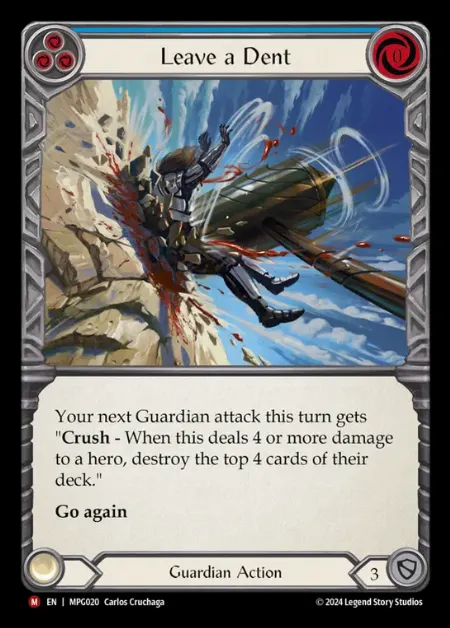 Leave a Dent
0
Your next Guardian attack this turn gets
"Crush - When this deals 4 or more damage
to a hero, destroy the top 4 cards of their
deck."
Go again
Guardian Action
3
M EN | MPG020 Carlos Cruchaga
© 2024 Legend Story Studios